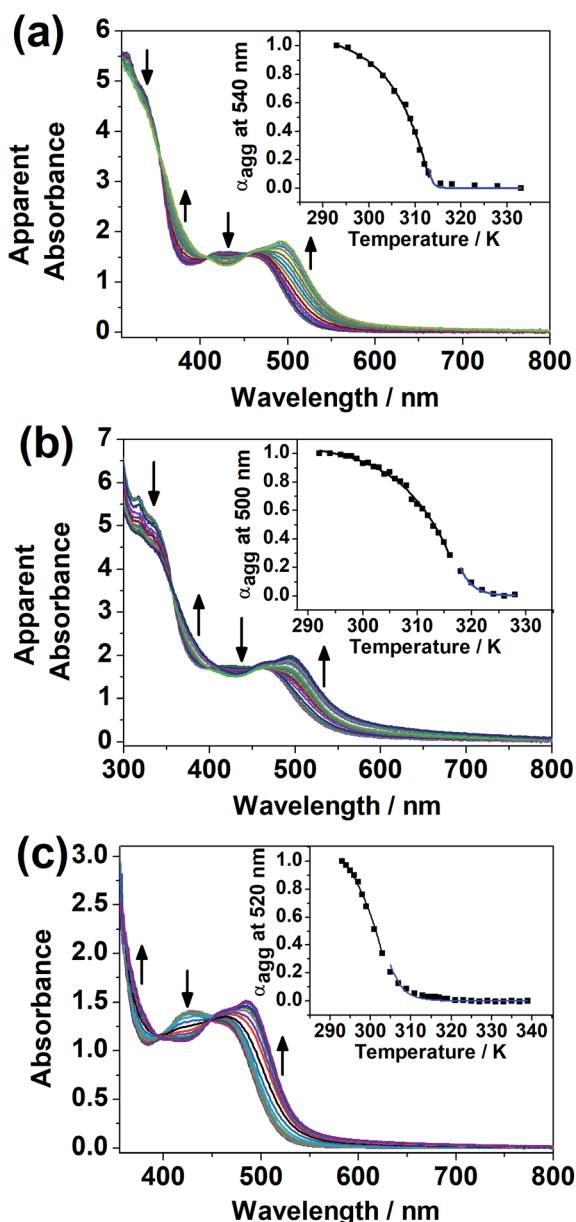 (a)
6
5
4
3
2
1
0
Apparent
Absorbance
400 500 600 700 800
Wavelength / nm
1.0
0.8
0.6
0.4
0.2
0.0
αagg at 540 nm
290 300 310 320 330
Temperature / K
(b)
7
6
5
4
3
2
1
0
Apparent
Absorbance
300 400 500 600 700 800
Wavelength / nm
1.0
0.8
0.6
0.4
0.2
0.0
αagg at 500 nm
290 300 310 320 330
Temperature / K
(c)
3.0
2.5
2.0
1.5
1.0
0.5
0.0
Absorbance
400 500 600 700 800
Wavelength / nm
1.0
0.8
0.6
0.4
0.2
0.0
αagg at 520 nm
290 300 310 320 330 340
Temperature / K